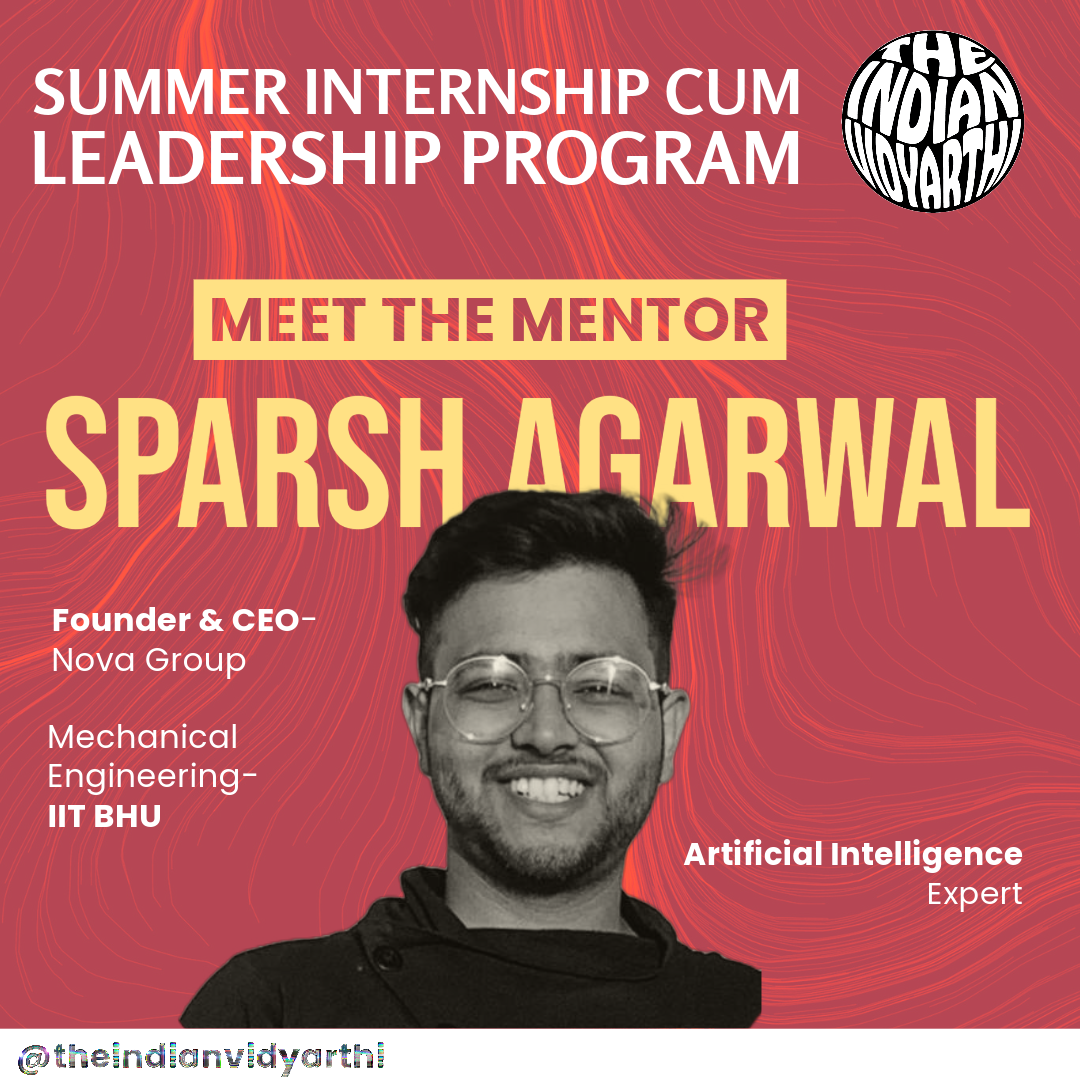 SUMMER INTERNSHIP CUM
LEADERSHIP PROGRAM
THE
INDIAN
VIDYARTHI
MEET THE MENTOR
SPARSH AGARWAL
Founder & CEO-
Nova Group
Mechanical
Engineering-
IIT BHU
Artificial Intelligence
Expert
@theindianvidyarthi